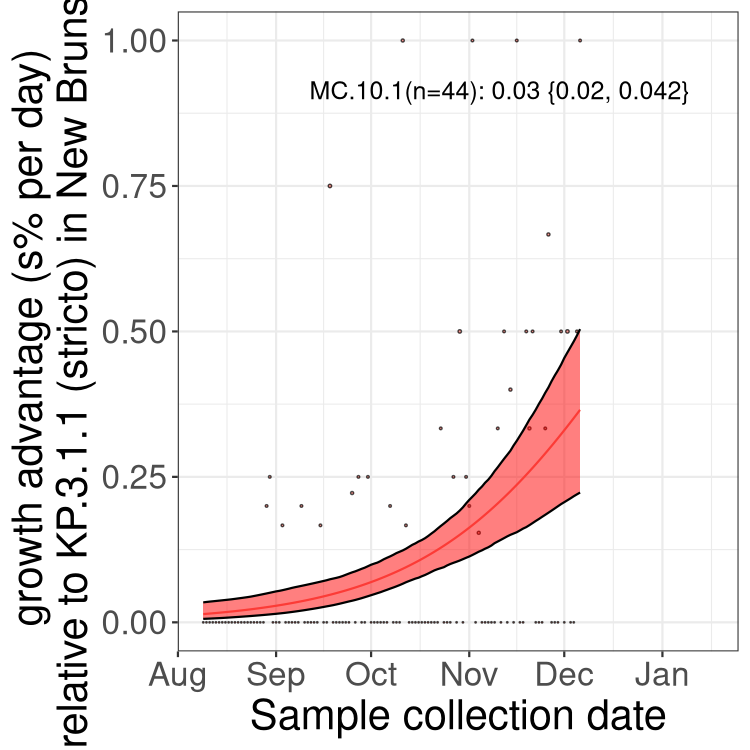 growth advantage (s% per day)
relative to KP.3.1.1 (stricto) in New Bruns
1.00
0.75
0.50
0.25
0.00
MC.10.1(n=44): 0.03 {0.02, 0.042}
Aug Sep Oct Nov Dec Jan
Sample collection date